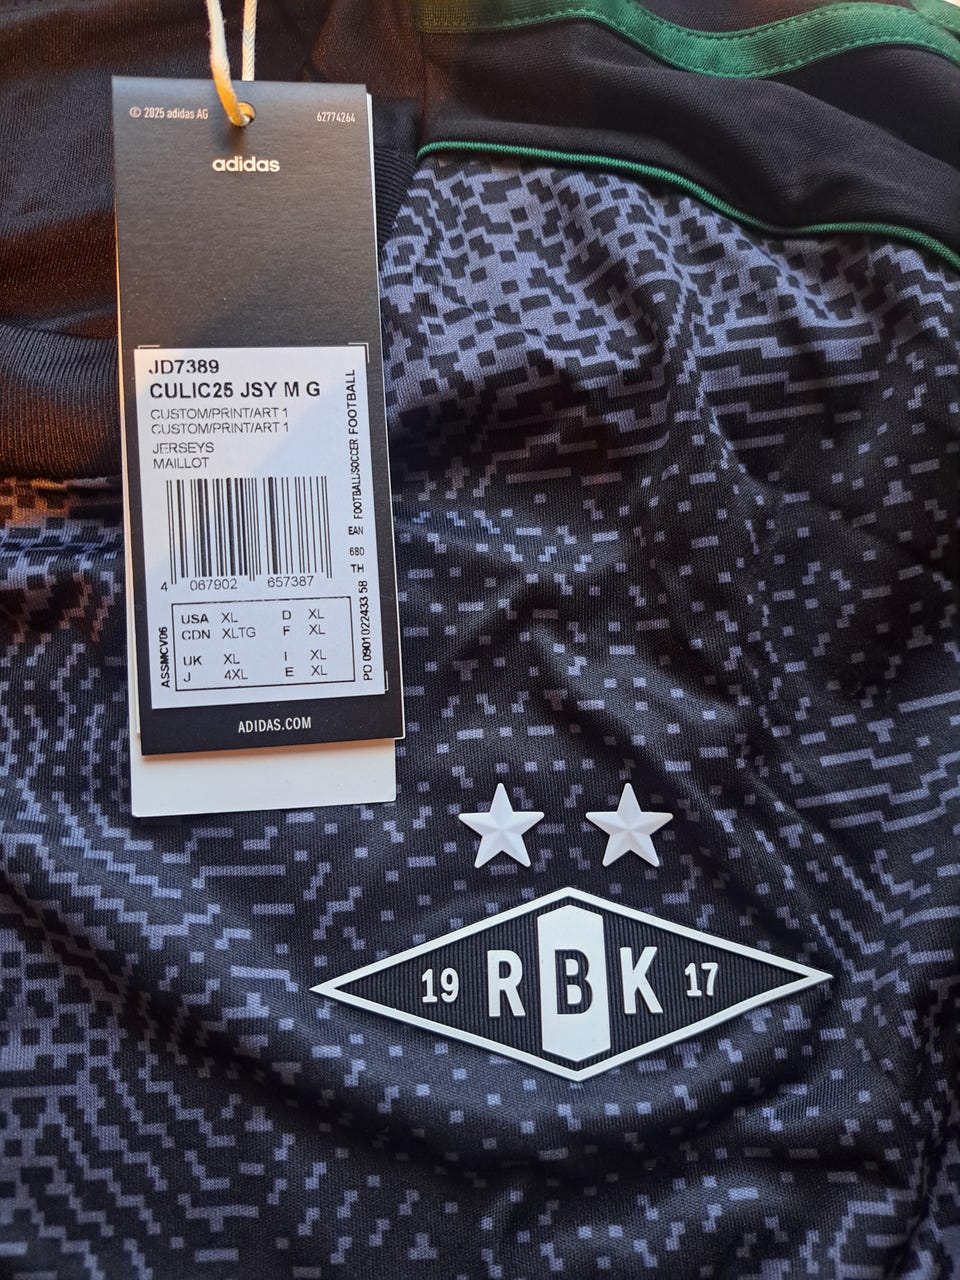 © 2025 adidas AG 62774264
adidas
JD7389
CULIC25 JSY M G
CUSTOM/PRINT/ART 1
CUSTOM/PRINT/ART 1
JERSEYS
MAILLOT
FOOTBALL/SOCCER FOOTBALL
EAN
680
TH
PO 0901022433 58
4 067902 657387
ASSMCV06
USA XL D XL
CDN XLTG F XL
UK XL I XL
J 4XL E XL
ADIDAS.COM
19 RBK 17